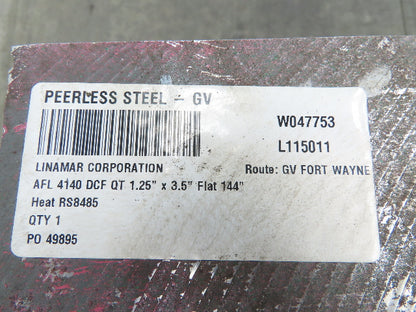 PEERLESS STEEL - GV
W047753
L115011
LINAMAR CORPORATION Route: GV FORT WAYNE
AFL 4140 DCF QT 1.25" x 3.5" Flat 144"
Heat RS8485
QTY 1
PO 49895